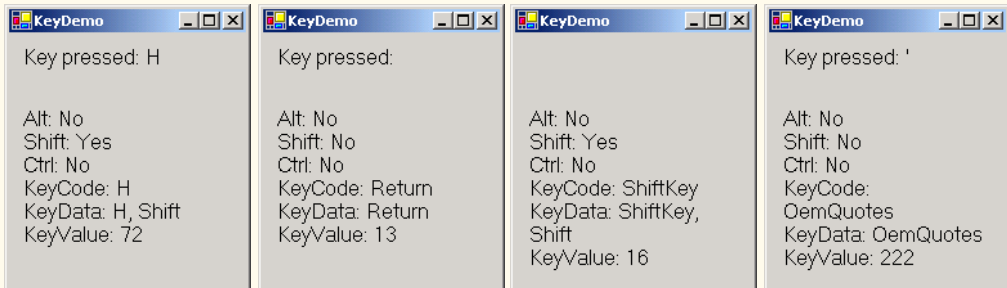 KeyDemo
Key pressed: H
Alt: No
Shift: Yes
Ctrl: No
KeyCode: H
KeyData: H, Shift
KeyValue: 72
KeyDemo
Key pressed:
Alt: No
Shift: No
Ctrl: No
KeyCode: Return
KeyData: Return
KeyValue: 13
KeyDemo
Alt: No
Shift: Yes
Ctrl: No
KeyCode: ShiftKey
KeyData: ShiftKey,
Shift
KeyValue: 16
KeyDemo
Key pressed: '
Alt: No
Shift: No
Ctrl: No
KeyCode:
OemQuotes
KeyData: OemQuotes
KeyValue: 222